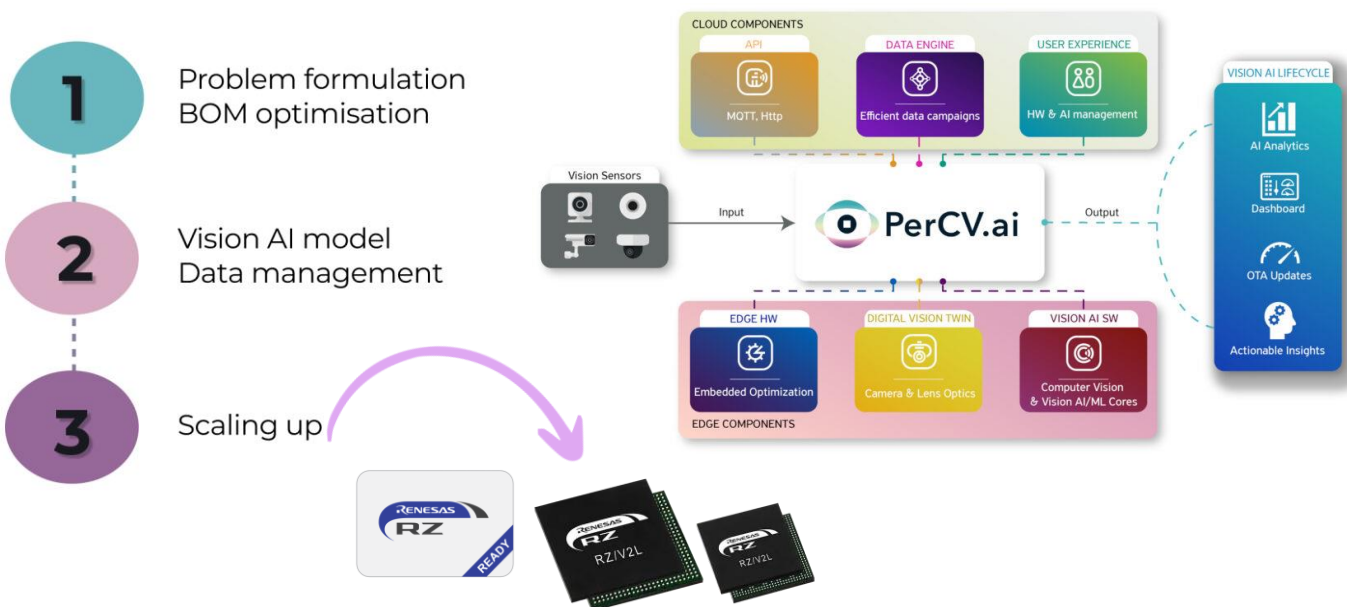 1
Problem formulation
BOM optimisation
2
Vision AI model
Data management
3
Scaling up
RENESAS
RZ
READY
RENESAS
RZ
RZ/V2L
RENESAS
RZ
RZ/V2L
CLOUD COMPONENTS
API
MQTT, Http
DATA ENGINE
Efficient data campaigns
USER EXPERIENCE
HW & AI management
Vision Sensors
Input
PerCV.ai
Output
EDGE HW
Embedded Optimization
DIGITAL VISION TWIN
Camera & Lens Optics
VISION AI SW
Computer Vision
& Vision AI/ML Cores
EDGE COMPONENTS
VISION AI LIFECYCLE
AI Analytics
Dashboard
OTA Updates
Actionable Insights